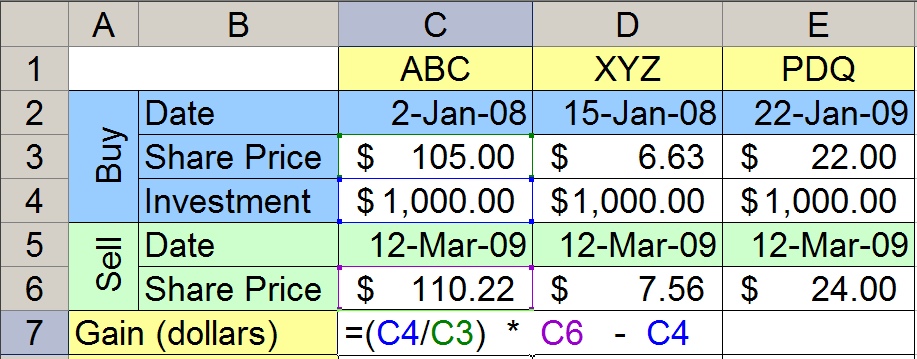 A B C D E
1 ABC XYZ PDQ
2 Buy Date 2-Jan-08 15-Jan-08 22-Jan-09
3 Share Price $ 105.00 $ 6.63 $ 22.00
4 Investment $1,000.00 $1,000.00 $1,000.00
5 Sell Date 12-Mar-09 12-Mar-09 12-Mar-09
6 Share Price $ 110.22 $ 7.56 $ 24.00
7 Gain (dollars) =(C4/C3) * C6 - C4